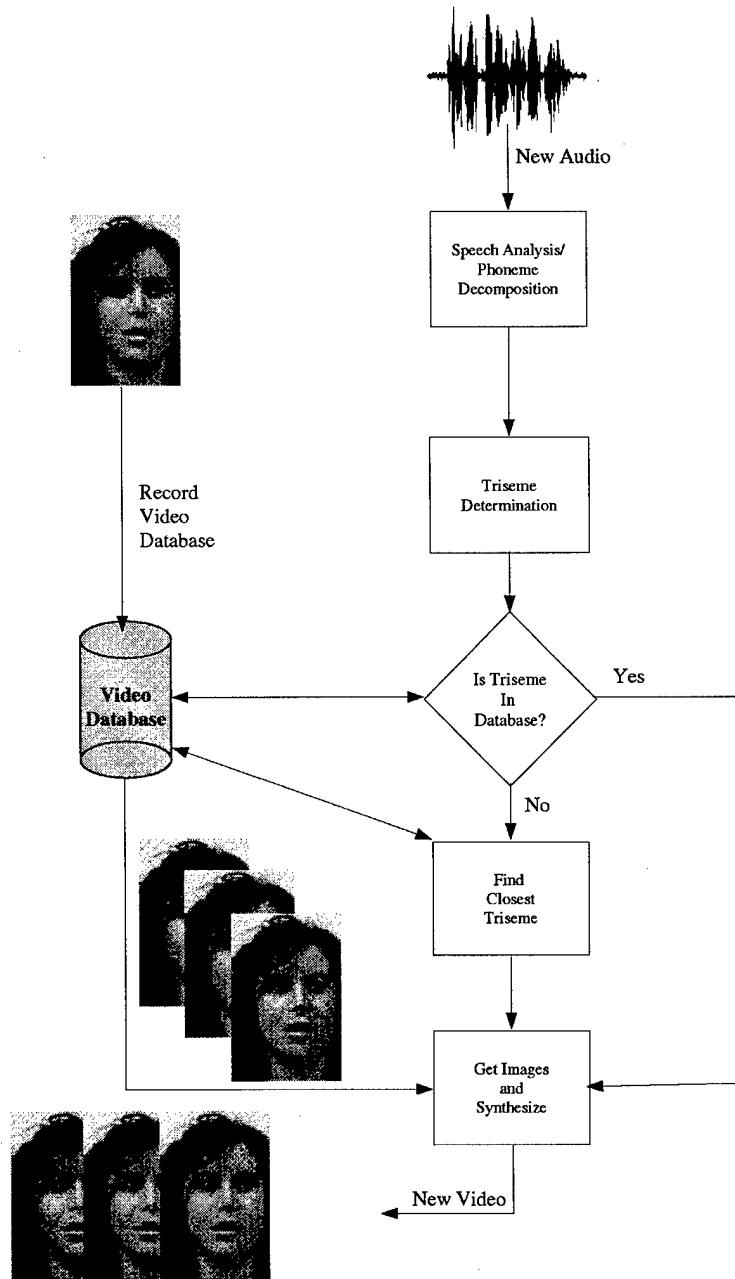 New Audio
Speech Analysis/
Phoneme
Decomposition
Triseme
Determination
Record
Video
Database
Video
Database
Is Triseme
In
Database?
Yes
No
Find
Closest
Triseme
Get Images
and
Synthesize
New Video